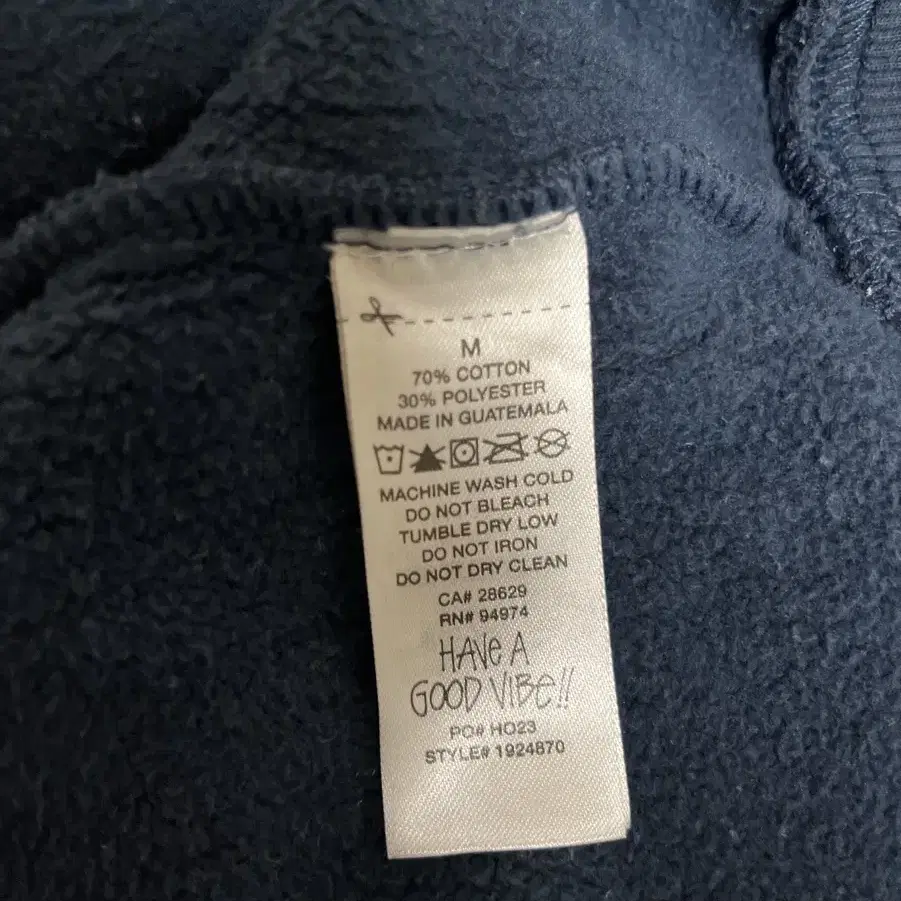 M
70% COTTON
30% POLYESTER
MADE IN GUATEMALA
MACHINE WASH COLD
DO NOT BLEACH
TUMBLE DRY LOW
DO NOT IRON
DO NOT DRY CLEAN
CA# 28629
RN# 94974
HAVe A
GOOD VIBe!!
PO# HO23
STYLE# 1924870